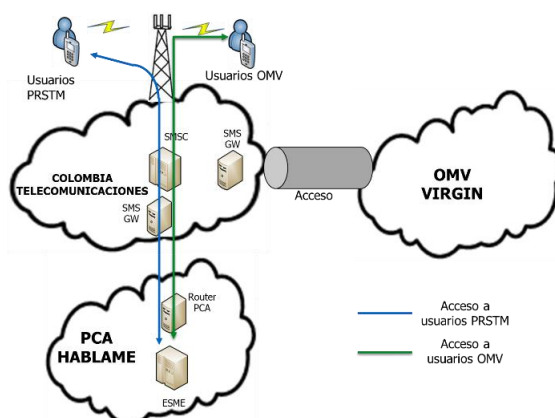 Usuarios
PRSTM
Usuarios OMV
SMSC
SMS
GW
COLOMBIA
TELECOMUNICACIONES
SMS
GW
Acceso
OMV
VIRGIN
Router
PCA
PCA
HABLAME
ESME
Acceso a
usuarios PRSTM
Acceso a
usuarios OMV